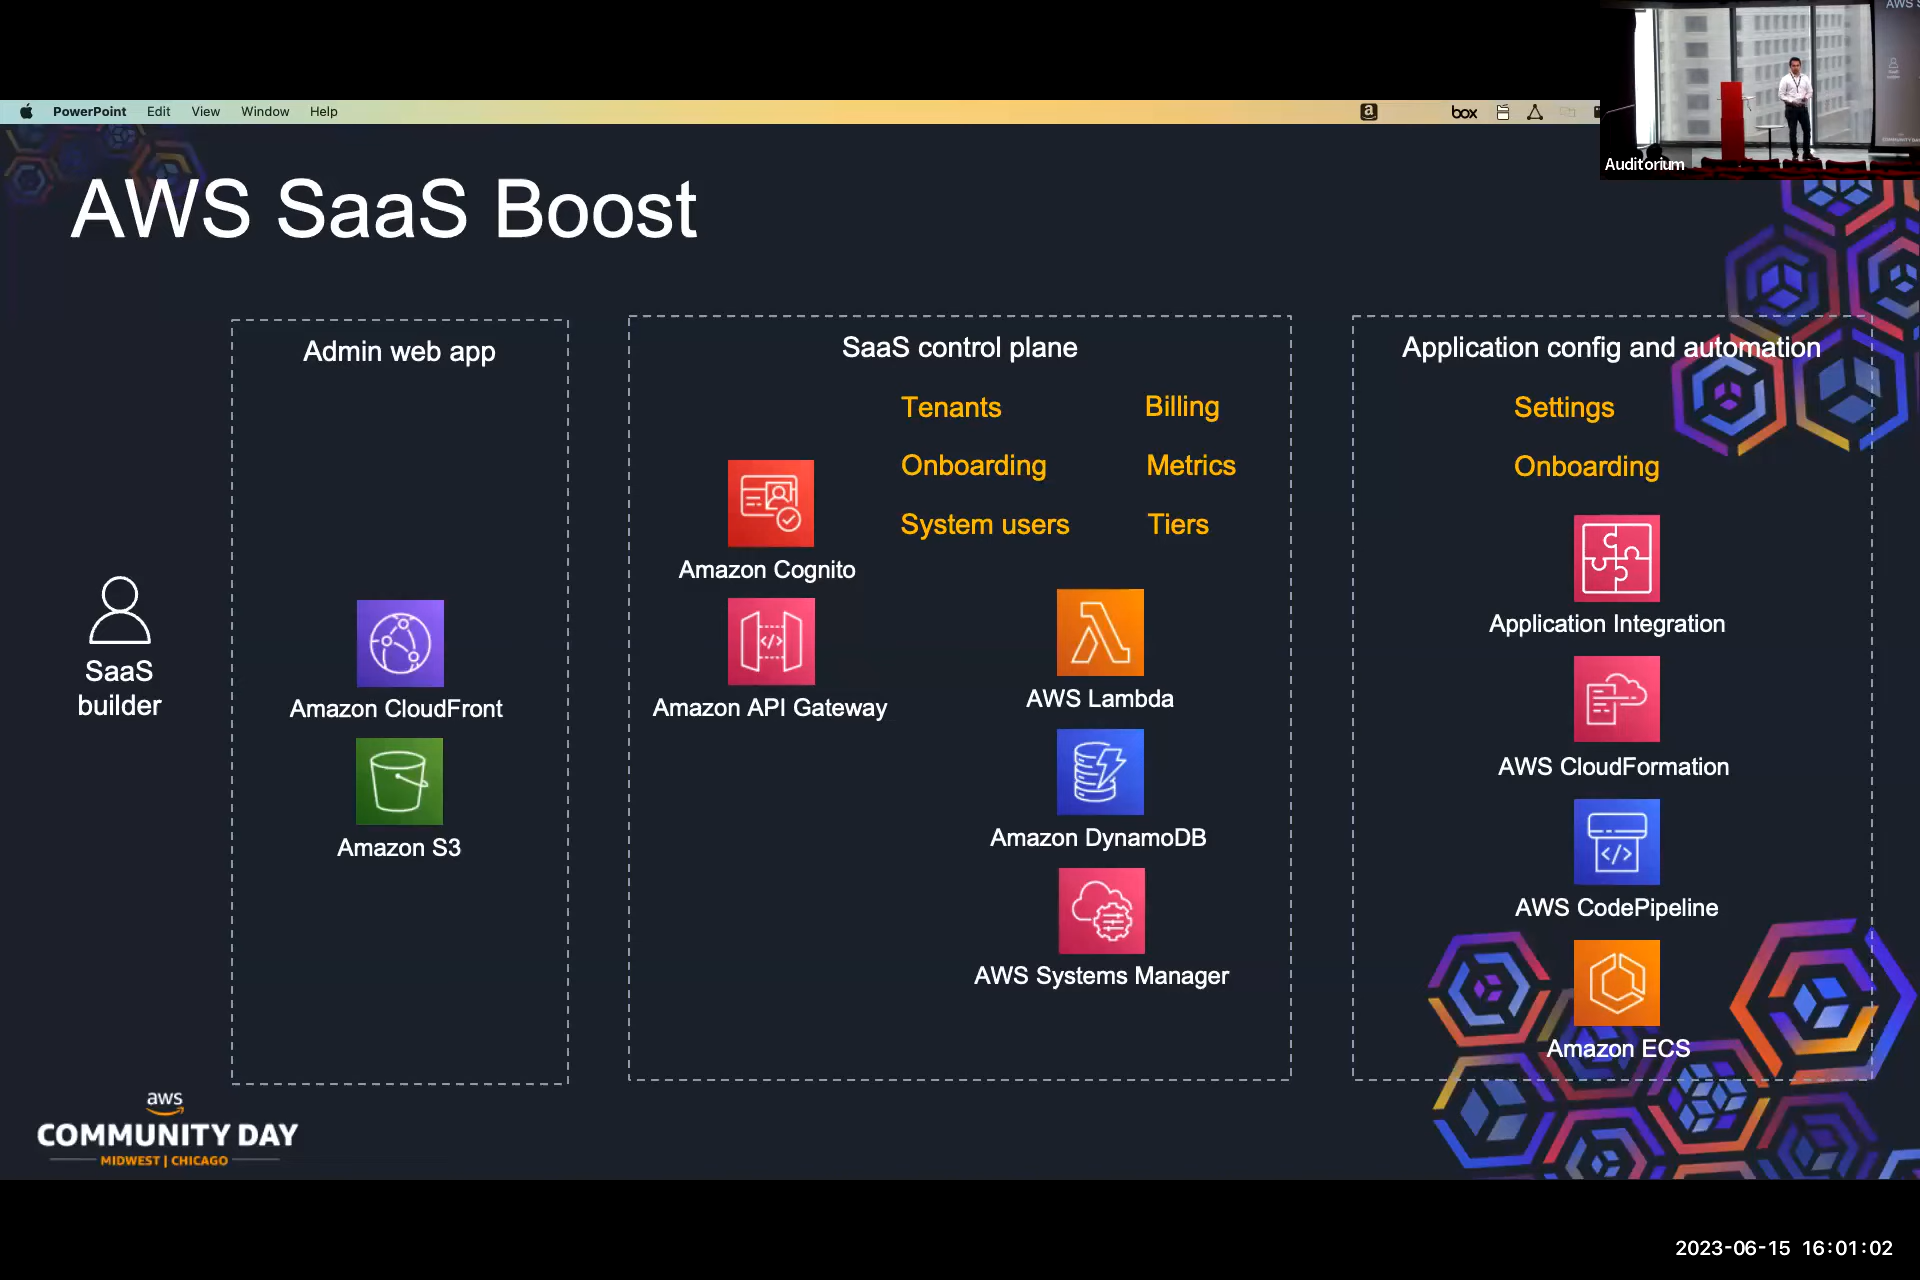 PowerPoint Edit View Window Help
box
AWS S
Auditorium
AWS SaaS Boost
SaaS
builder
Admin web app
Amazon CloudFront
Amazon S3
SaaS control plane
Tenants
Billing
Onboarding
Metrics
System users
Tiers
Amazon Cognito
Amazon API Gateway
AWS Lambda
Amazon DynamoDB
AWS Systems Manager
Application config and automation
Settings
Onboarding
Application Integration
AWS CloudFormation
AWS CodePipeline
Amazon ECS
aws
COMMUNITY DAY
MIDWEST | CHICAGO
2023-06-15 16:01:02